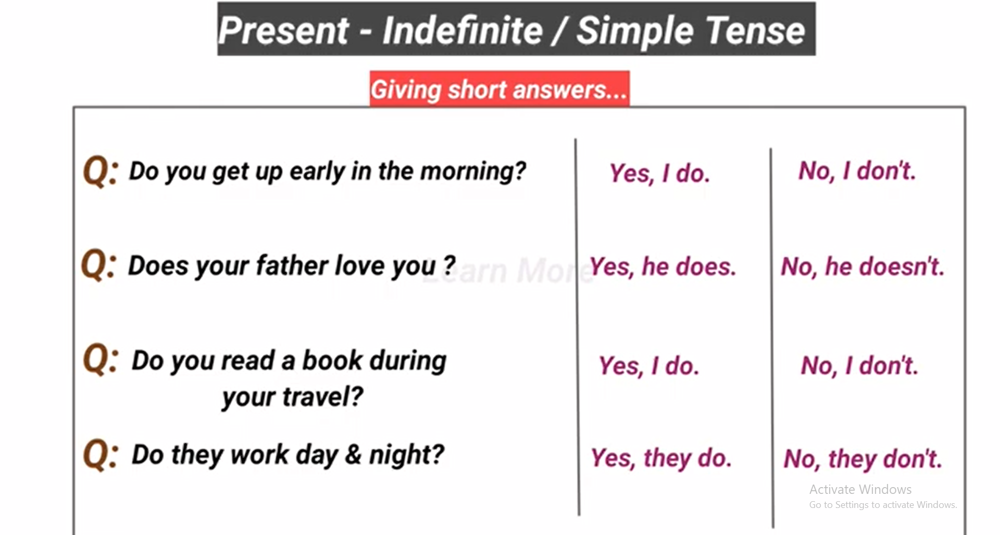 Present - Indefinite / Simple Tense
Giving short answers...
Q: Do you get up early in the morning? Yes, I do. No, I don't.
Q: Does your father love you ? Yes, he does. No, he doesn't.
Learn More
Q: Do you read a book during Yes, I do. No, I don't.
your travel?
Q: Do they work day & night? Yes, they do. No, they don't.
Activate Windows
Go to Settings to activate Windows.